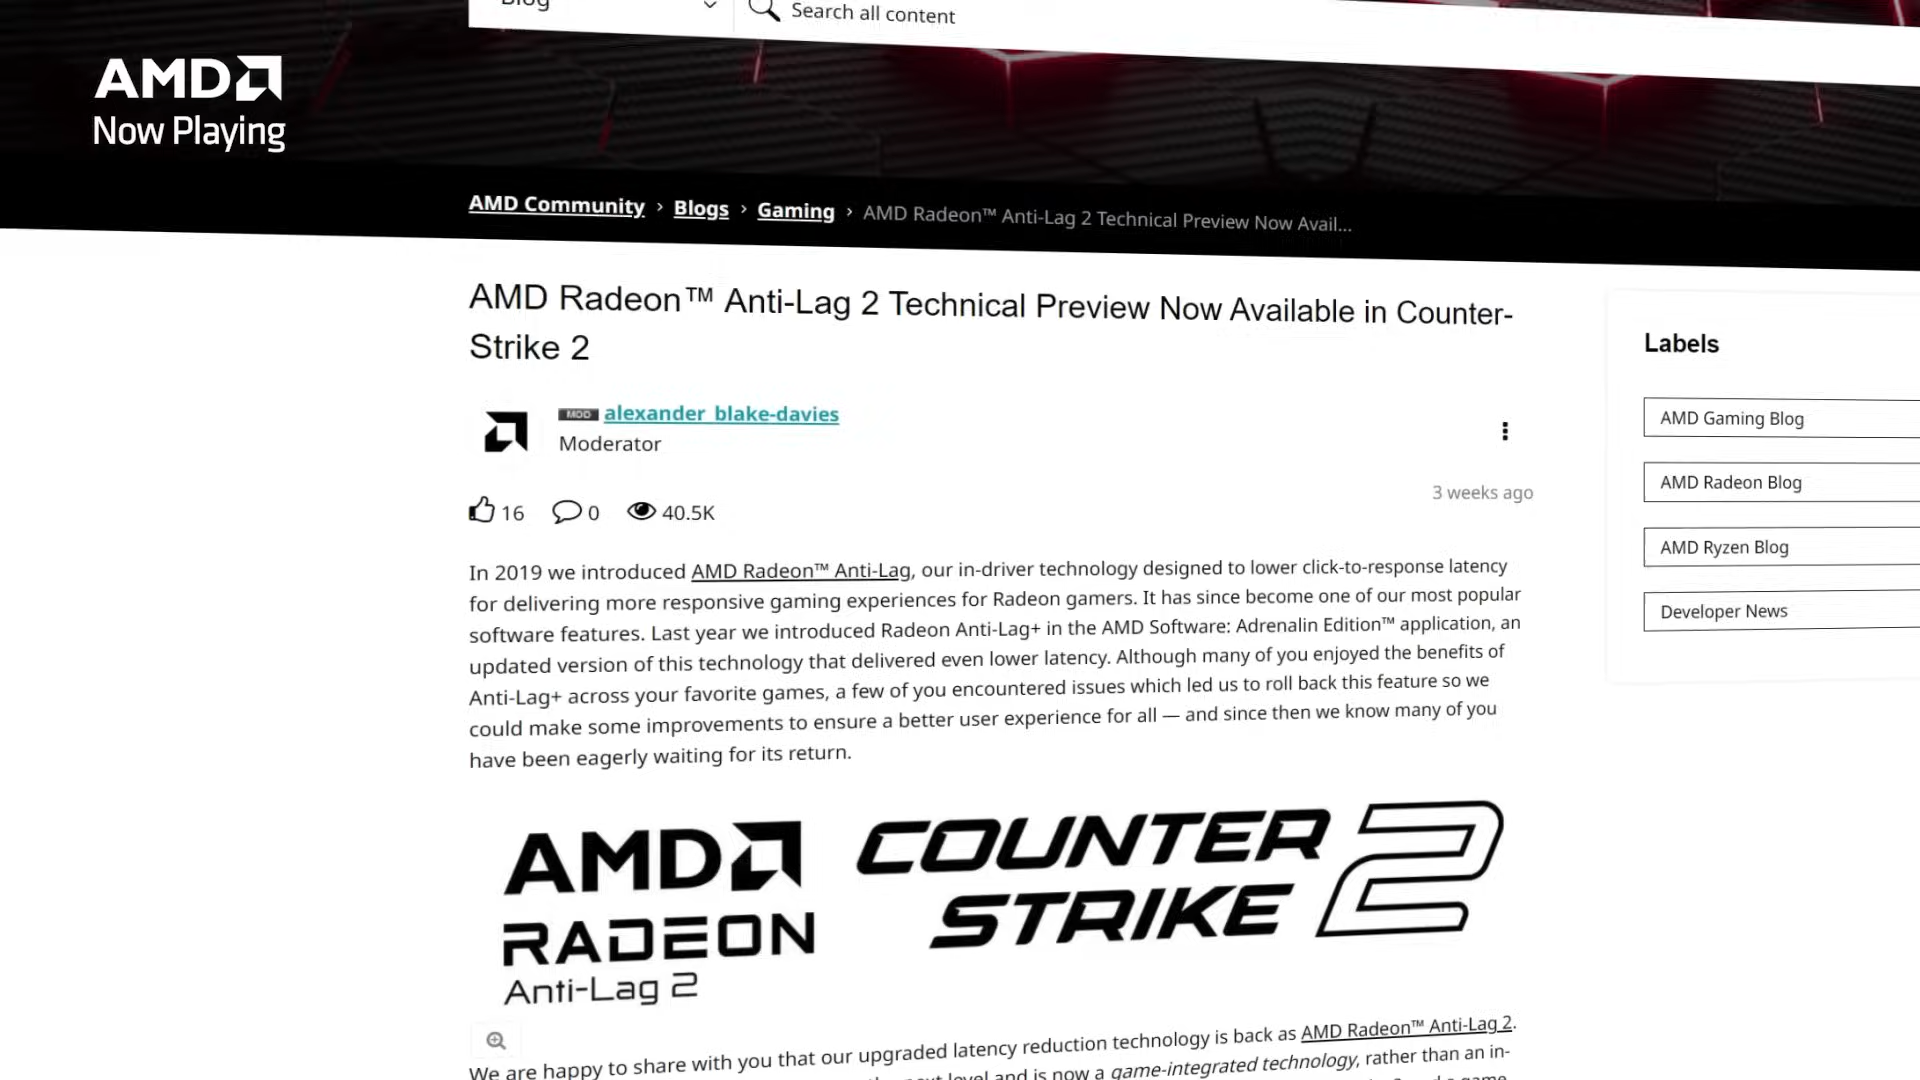 Blog
Search all content
AMD
Now Playing
AMD Community › Blogs › Gaming › AMD Radeon™ Anti-Lag 2 Technical Preview Now Avail...
AMD Radeon™ Anti-Lag 2 Technical Preview Now Available in Counter-
Strike 2
MOD alexander_blake-davies
Moderator
3 weeks ago
16 0 40.5K
In 2019 we introduced AMD Radeon™ Anti-Lag, our in-driver technology designed to lower click-to-response latency
for delivering more responsive gaming experiences for Radeon gamers. It has since become one of our most popular
software features. Last year we introduced Radeon Anti-Lag+ in the AMD Software: Adrenalin Edition™ application, an
updated version of this technology that delivered even lower latency. Although many of you enjoyed the benefits of
Anti-Lag+ across your favorite games, a few of you encountered issues which led us to roll back this feature so we
could make some improvements to ensure a better user experience for all — and since then we know many of you
have been eagerly waiting for its return.
AMD
RADEON
Anti-Lag 2
COUNTER
STRIKE 2
We are happy to share with you that our upgraded latency reduction technology is back as AMD Radeon™ Anti-Lag 2.
next level and is now a game-integrated technology, rather than an in-
Labels
AMD Gaming Blog
AMD Radeon Blog
AMD Ryzen Blog
Developer News